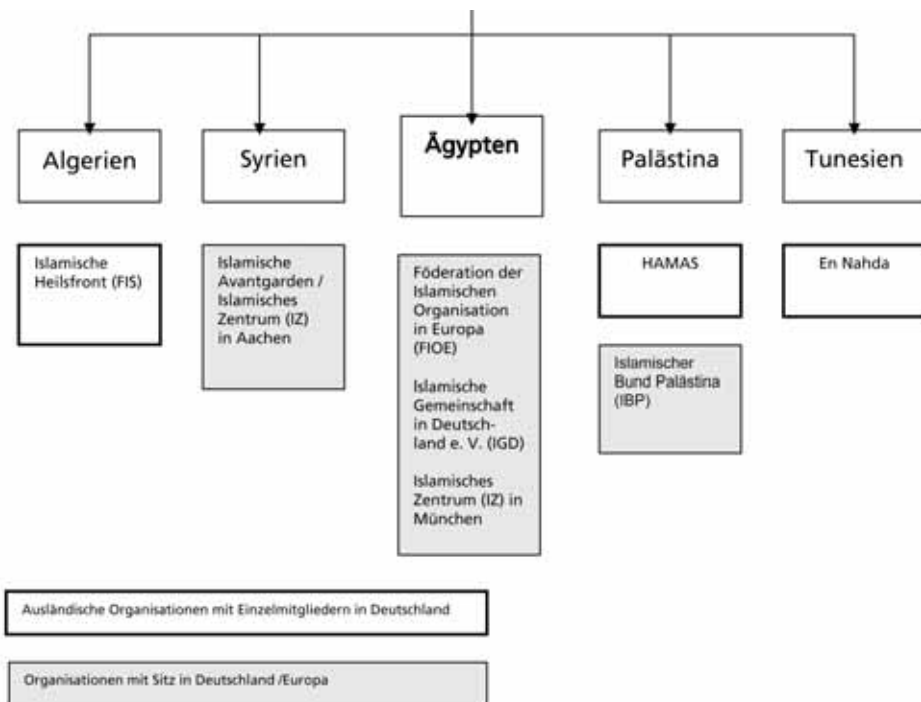 Algerien
Syrien
Ägypten
Palästina
Tunesien
Islamische
Heilsfront (FIS)
Islamische
Avantgarden /
Islamisches
Zentrum (IZ)
in Aachen
Föderation der
Islamischen
Organisation
in Europa
(FIOE)
Islamische
Gemeinschaft
in Deutsch-
land e. V. (IGD)
Islamisches
Zentrum (IZ) in
München
HAMAS
Islamischer
Bund Palästina
(IBP)
En Nahda
Ausländische Organisationen mit Einzelmitgliedern in Deutschland
Organisationen mit Sitz in Deutschland /Europa